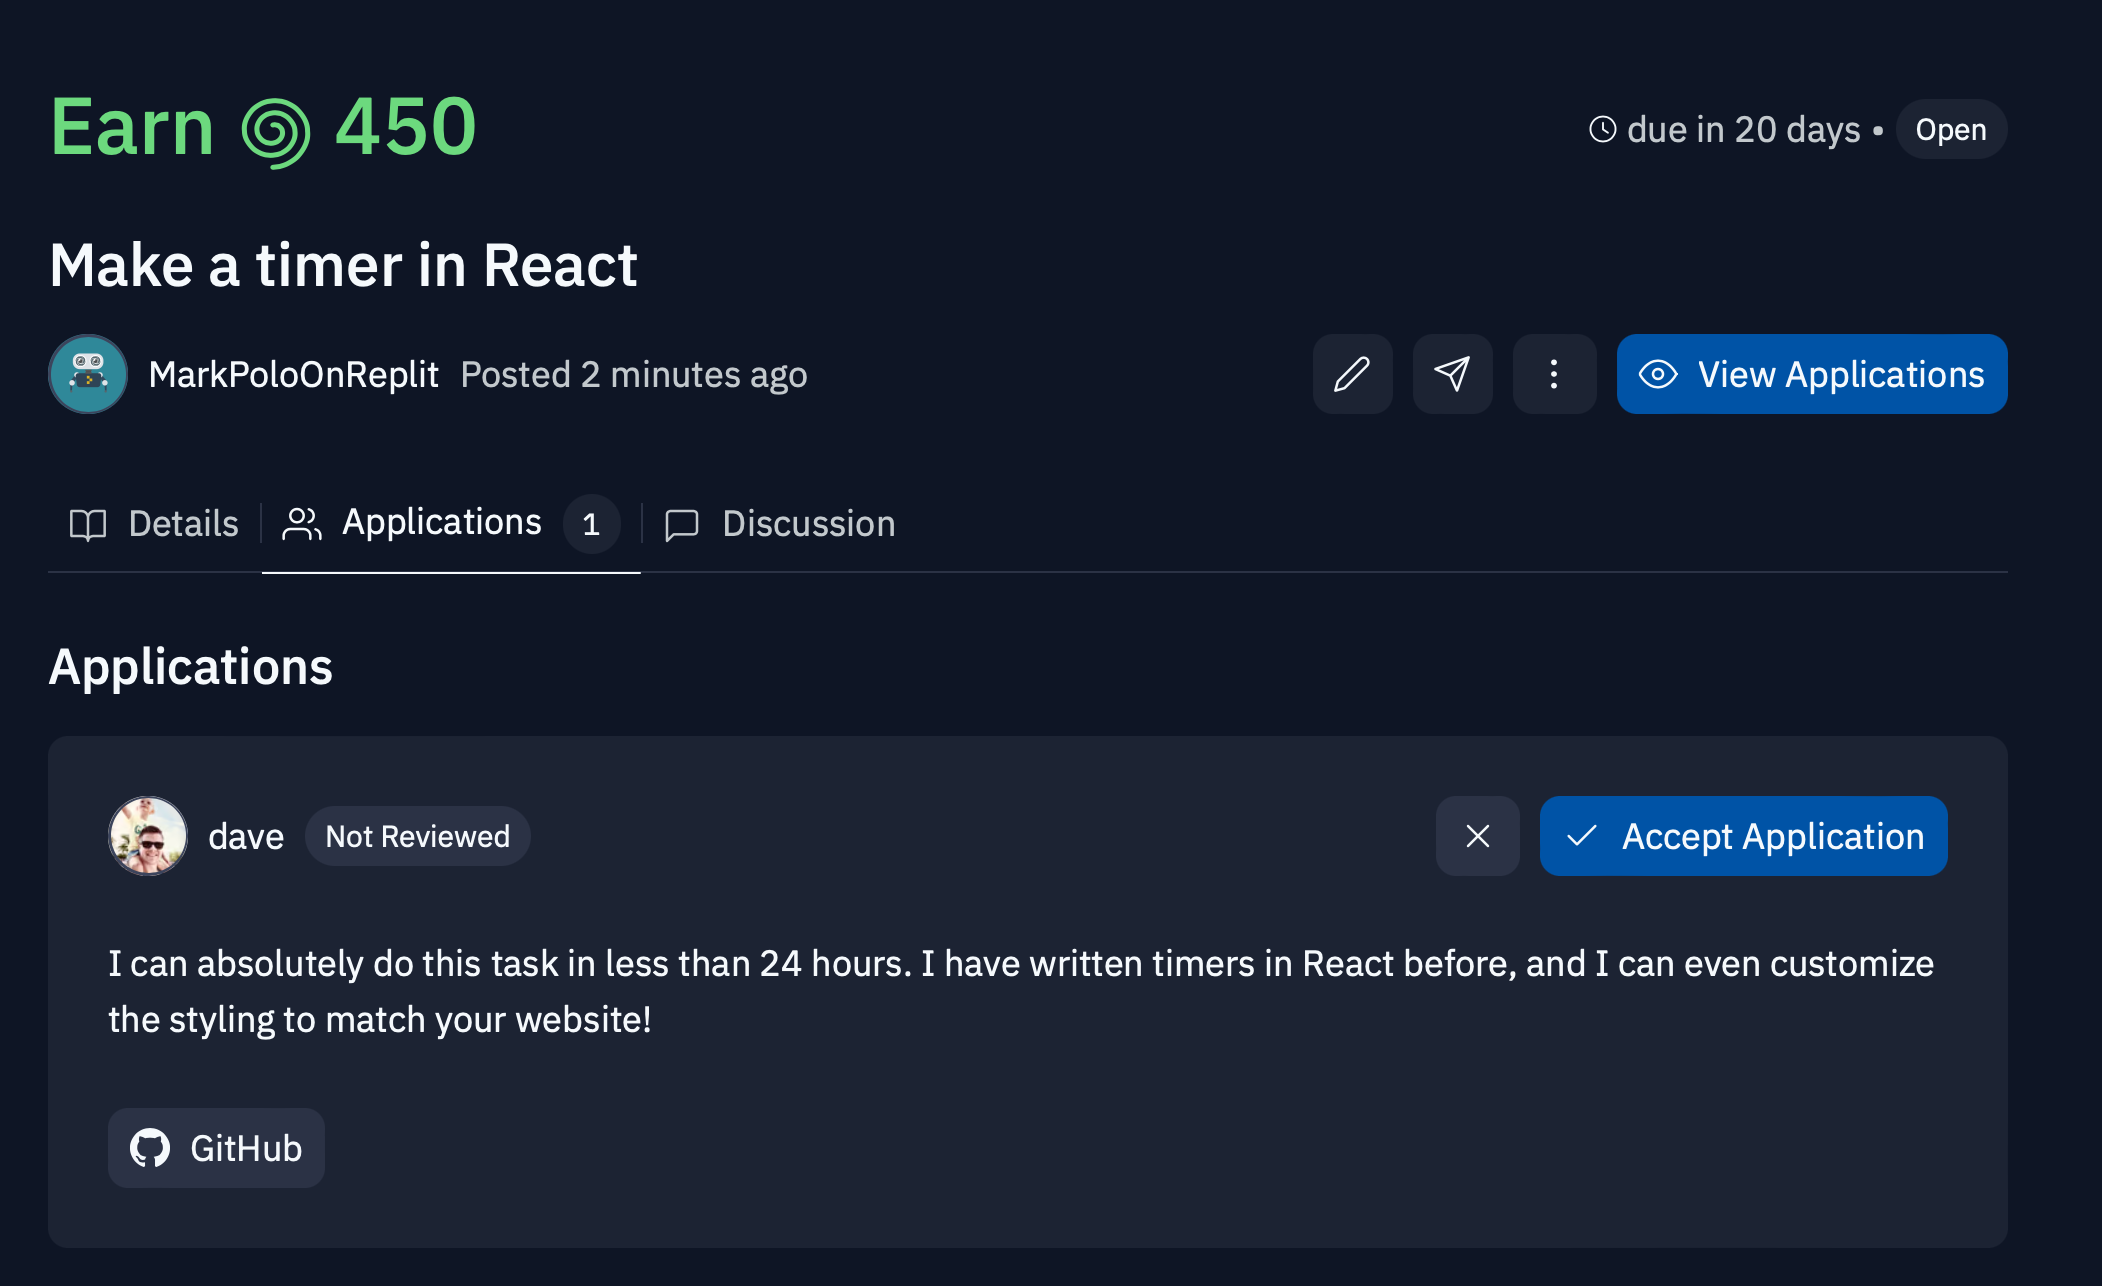 Earn 450
due in 20 days • Open
Make a timer in React
MarkPoloOnReplit Posted 2 minutes ago
View Applications
Details
Applications 1
Discussion
Applications
dave Not Reviewed
Accept Application
I can absolutely do this task in less than 24 hours. I have written timers in React before, and I can even customize
the styling to match your website!
GitHub